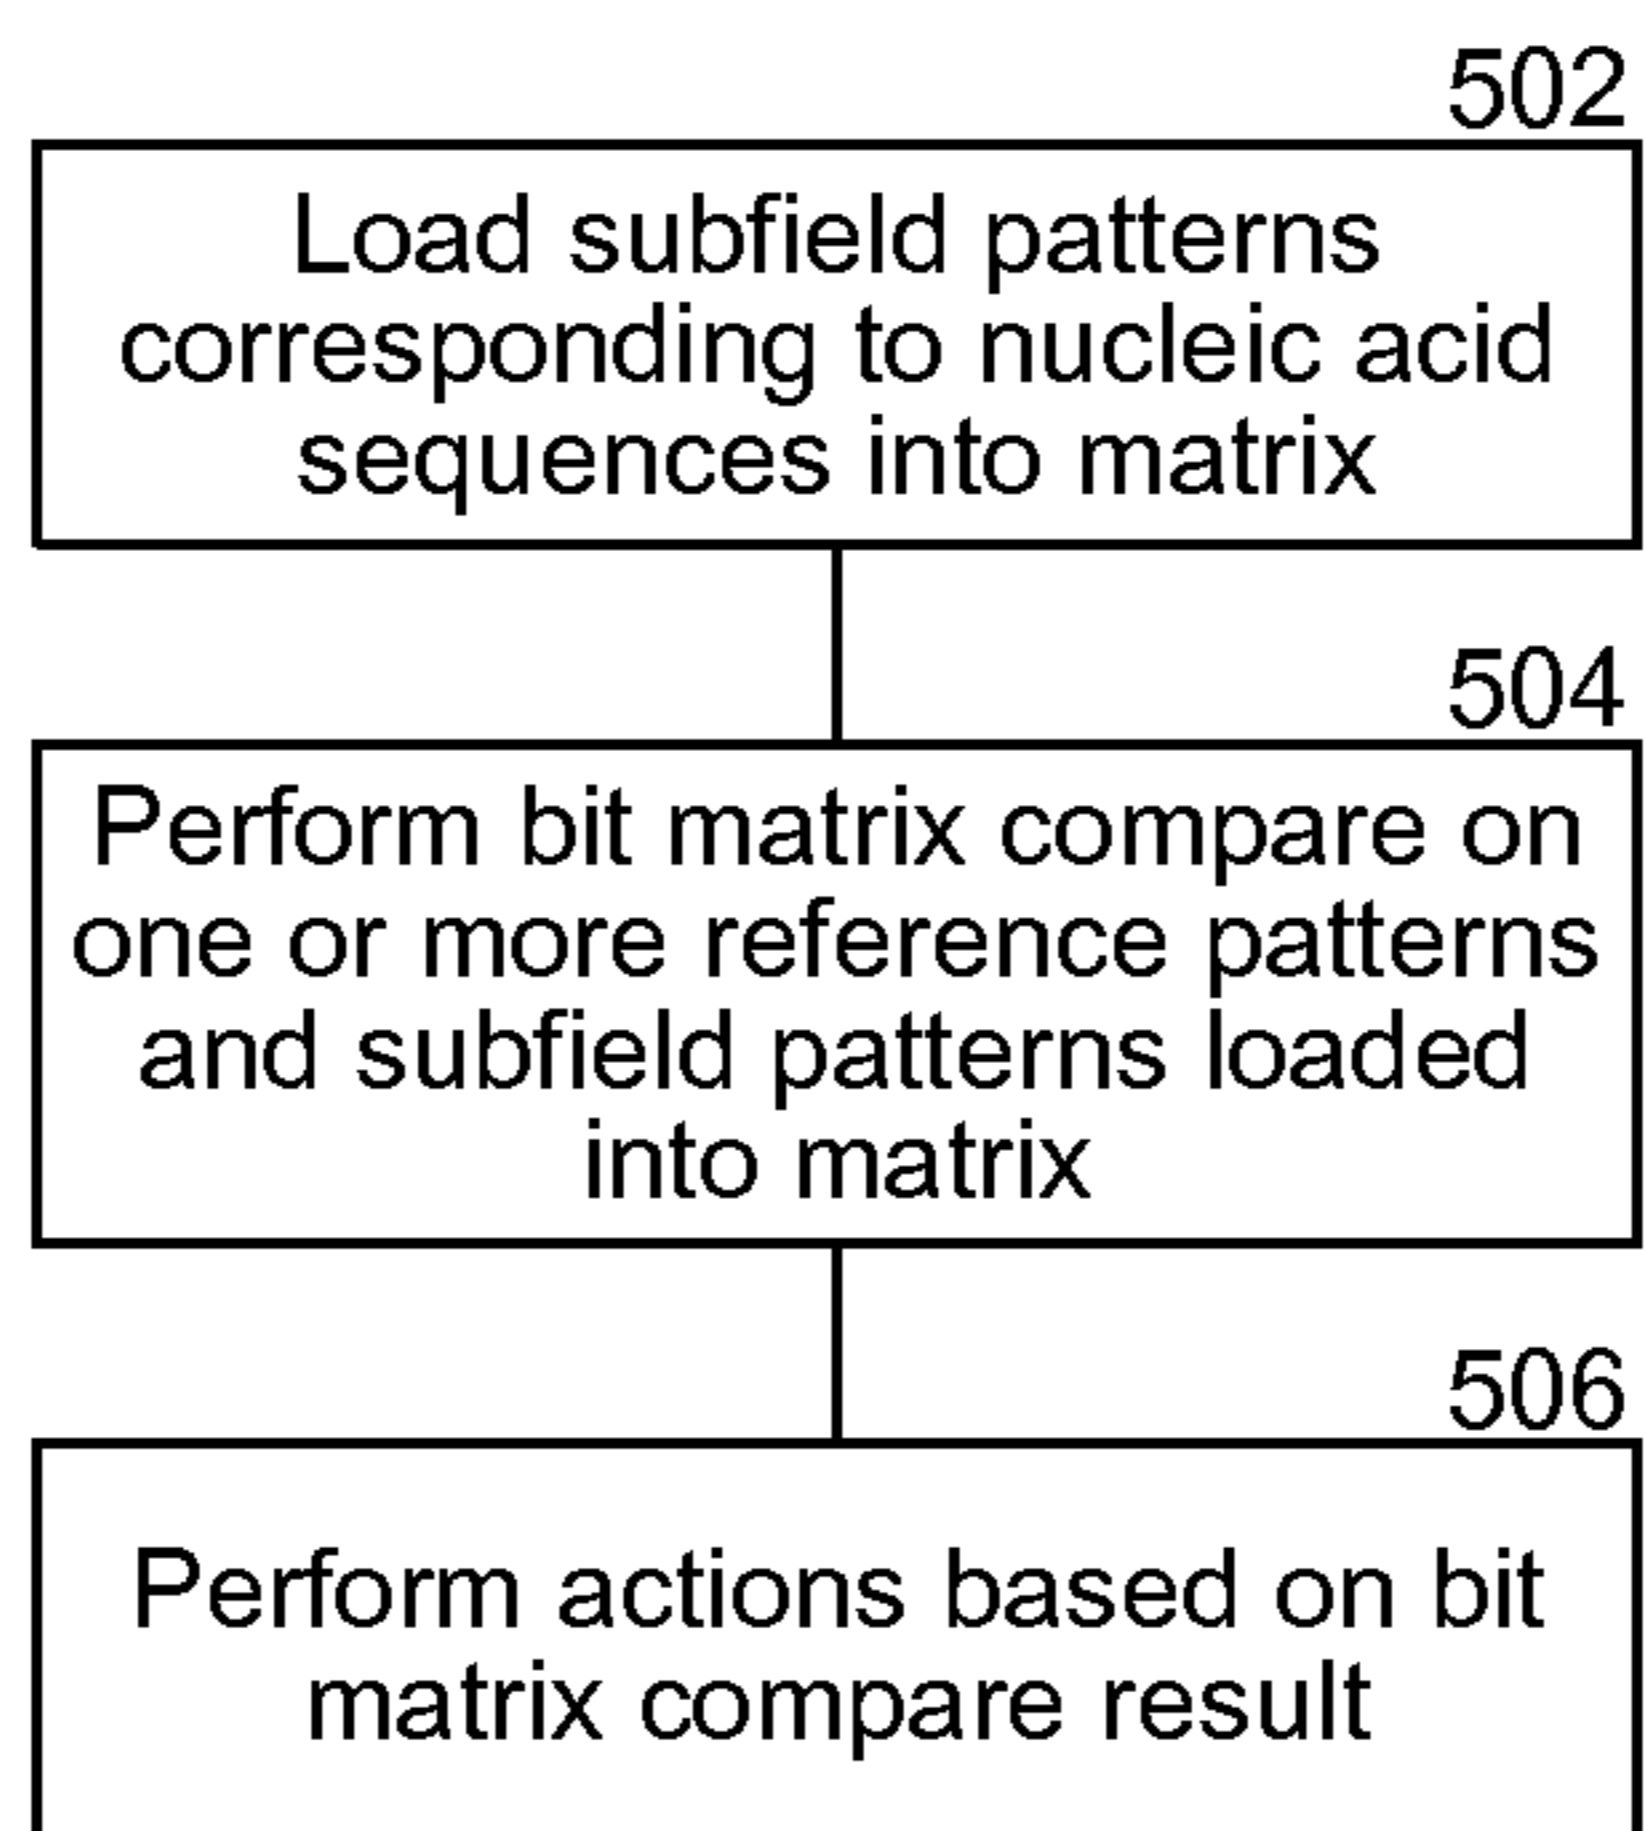 502
Load subfield patterns
corresponding to nucleic acid
sequences into matrix
504
Perform bit matrix compare on
one or more reference patterns
and subfield patterns loaded
into matrix
506
Perform actions based on bit
matrix compare result